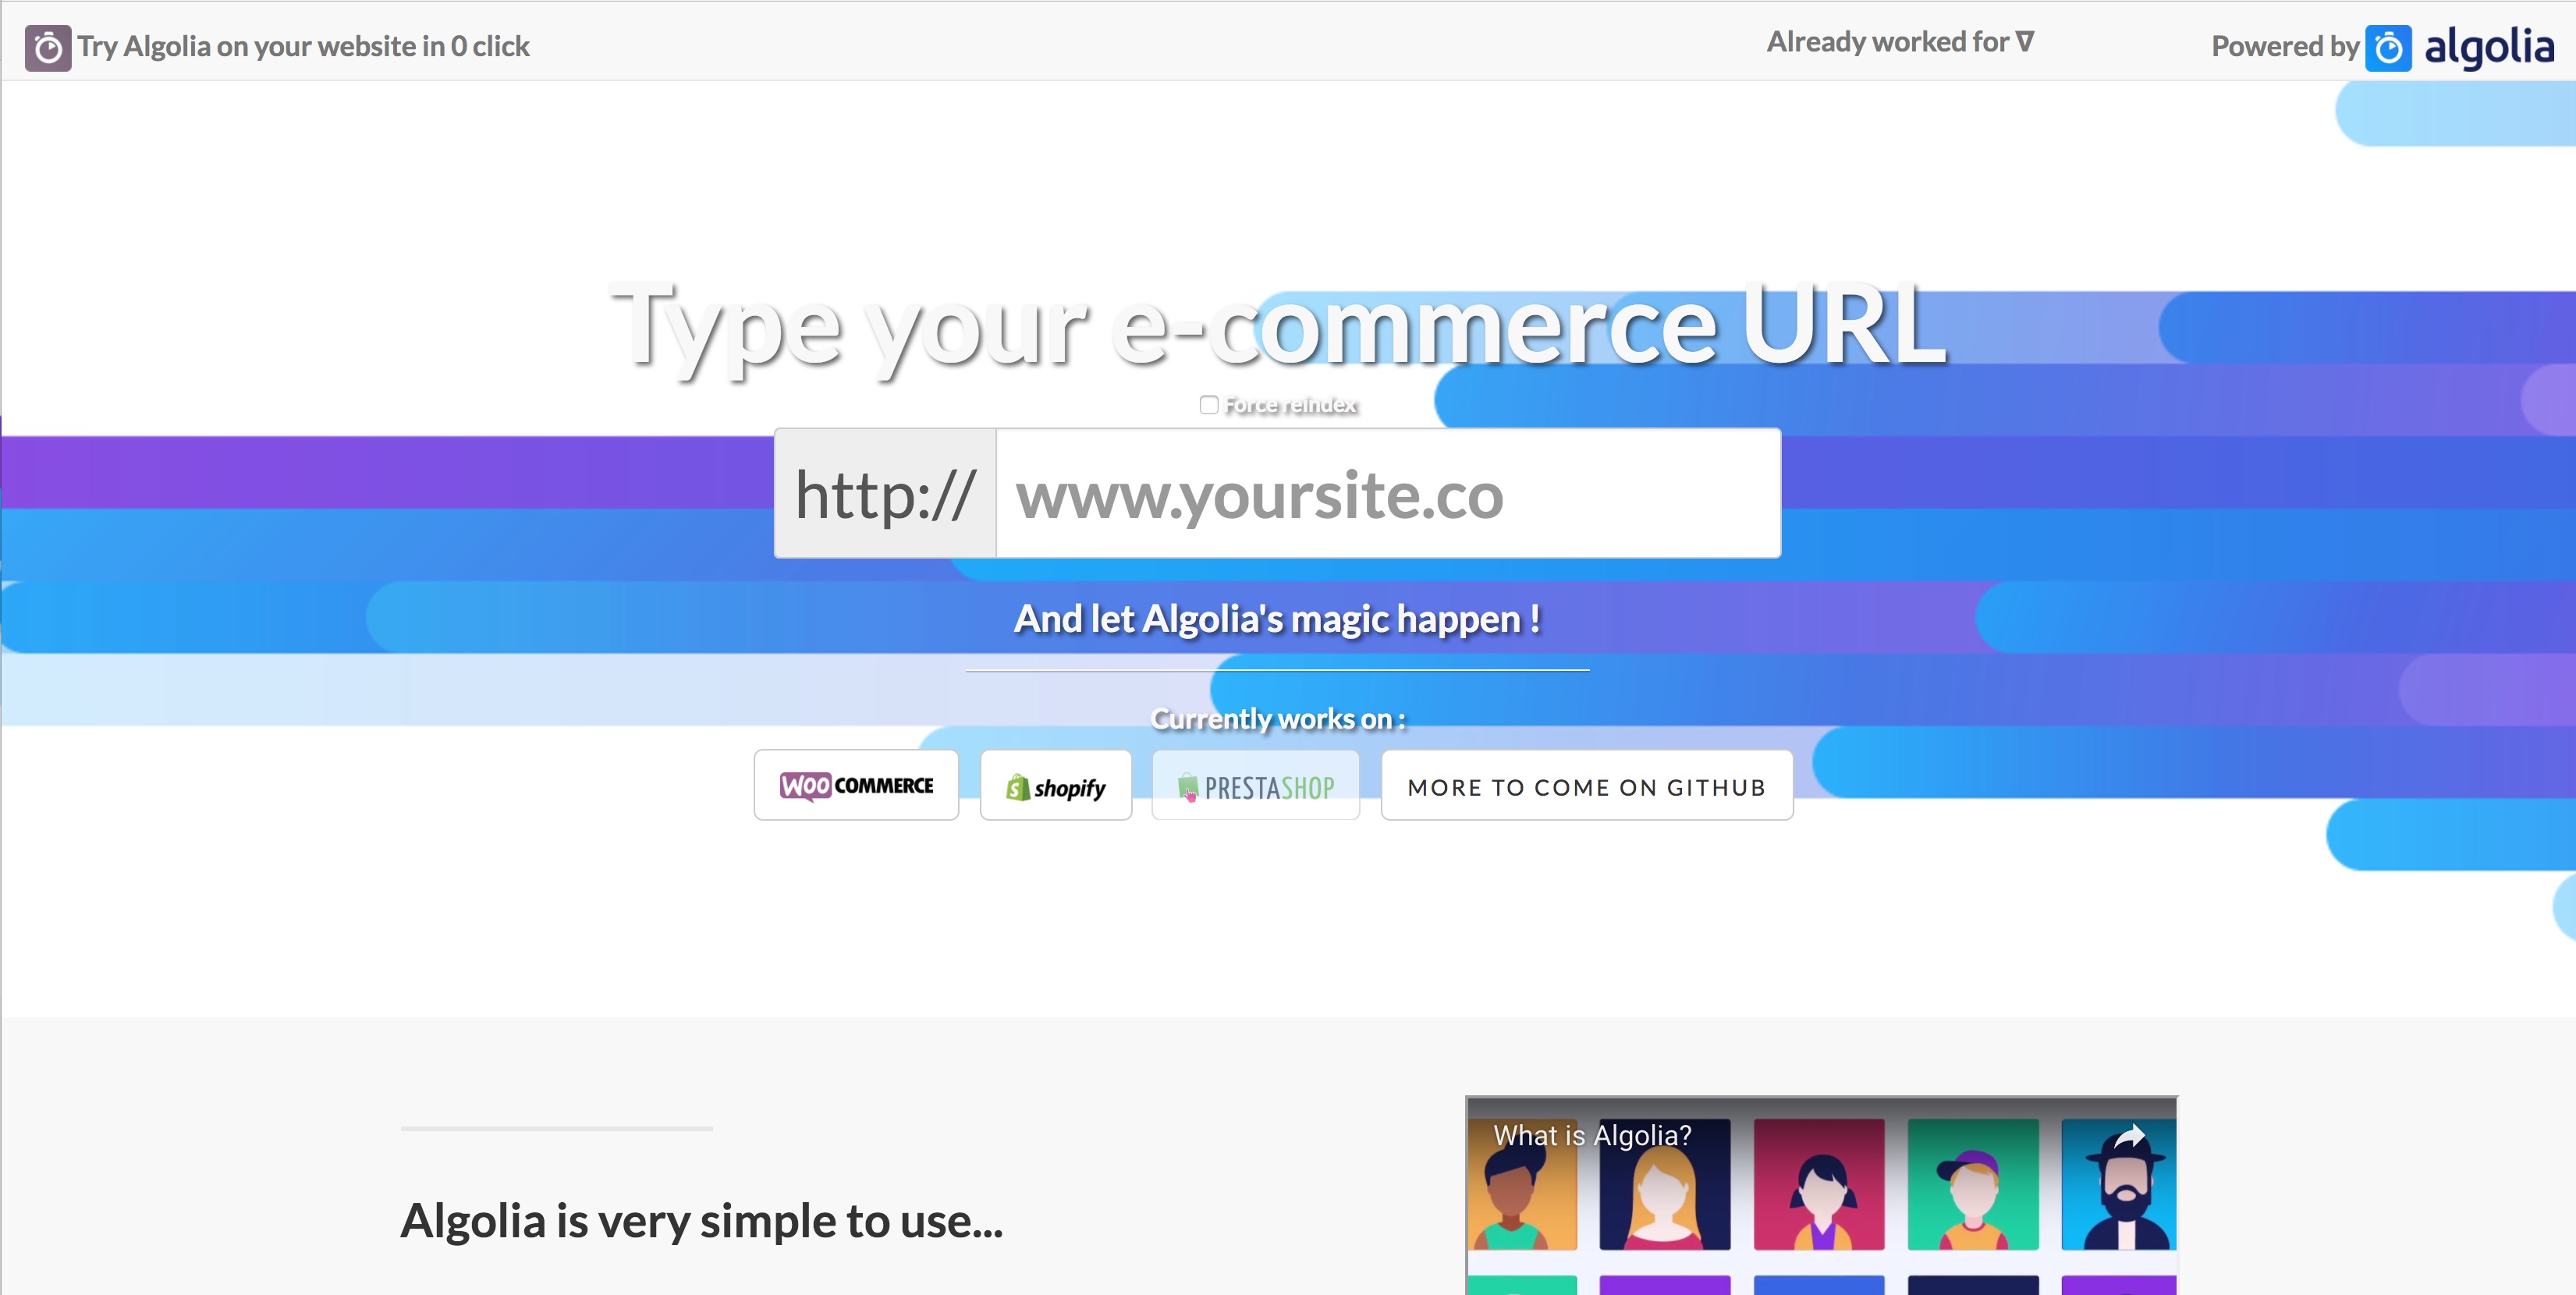 Try Algolia on your website in 0 click
Already worked for ∇
Powered by algolia
Type your e-commerce URL
Force reindex
http:// www.yoursite.co
And let Algolia's magic happen !
Currently works on :
WOO COMMERCE
shopify
PRESTASHOP
MORE TO COME ON GITHUB
What is Algolia?
Algolia is very simple to use...